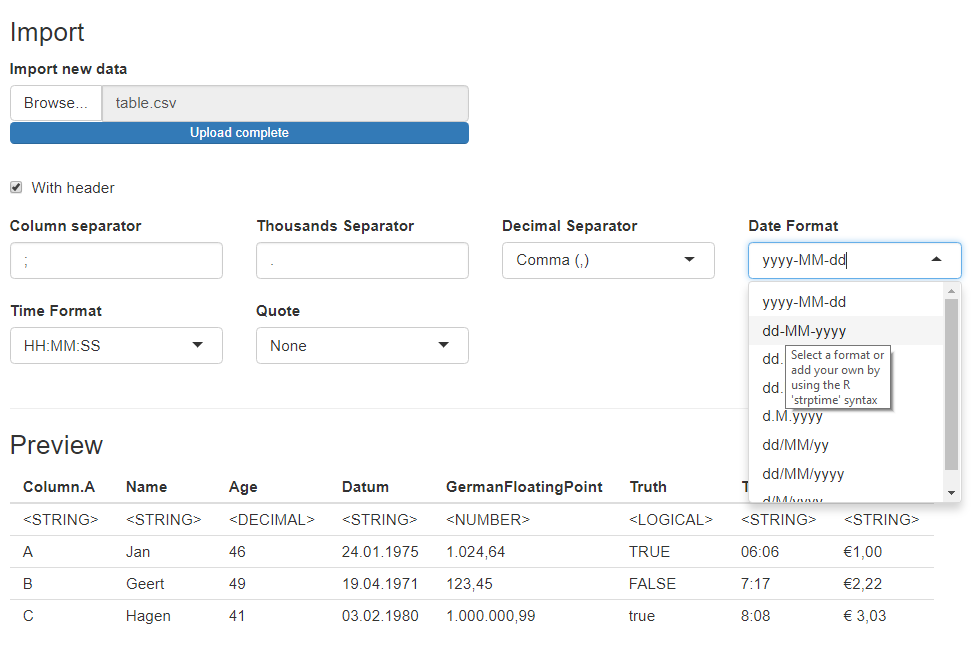 Import
Import new data
Browse... table.csv
Upload complete
With header
Column separator Thousands Separator Decimal Separator Date Format
; . Comma (,) yyyy-MM-dd
Time Format Quote
HH:MM:SS None
yyyy-MM-dd
dd-MM-yyyy
dd.
dd.
Select a format or
add your own by
using the R
'strptime' syntax
d.M.yyyy
dd/MM/yy
dd/MM/yyyy
d/M/yyyy
Preview
Column.A Name Age Datum GermanFloatingPoint Truth
<STRING> <STRING> <DECIMAL> <STRING> <NUMBER> <LOGICAL> <STRING> <STRING>
A Jan 46 24.01.1975 1.024,64 TRUE 06:06 €1,00
B Geert 49 19.04.1971 123,45 FALSE 7:17 €2,22
C Hagen 41 03.02.1980 1.000.000,99 true 8:08 € 3,03